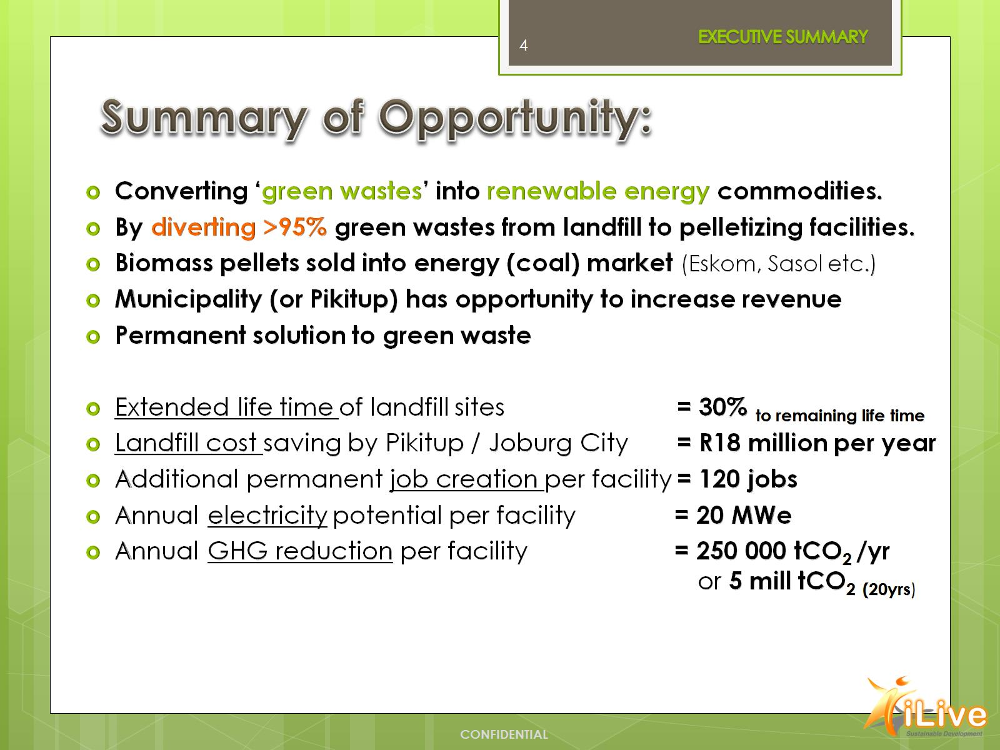 4
EXECUTIVE SUMMARY
Summary of Opportunity:
Converting ‘green wastes’ into renewable energy commodities.
By diverting >95% green wastes from landfill to pelletizing facilities.
Biomass pellets sold into energy (coal) market (Eskom, Sasol etc.)
Municipality (or Pikitup) has opportunity to increase revenue
Permanent solution to green waste
Extended life time of landfill sites = 30% to remaining life time
Landfill cost saving by Pikitup / Joburg City = R18 million per year
Additional permanent job creation per facility = 120 jobs
Annual electricity potential per facility = 20 MWe
Annual GHG reduction per facility = 250 000 tCO₂ /yr
or 5 mill tCO₂ (20yrs)
iLive
Sustainable Development
CONFIDENTIAL